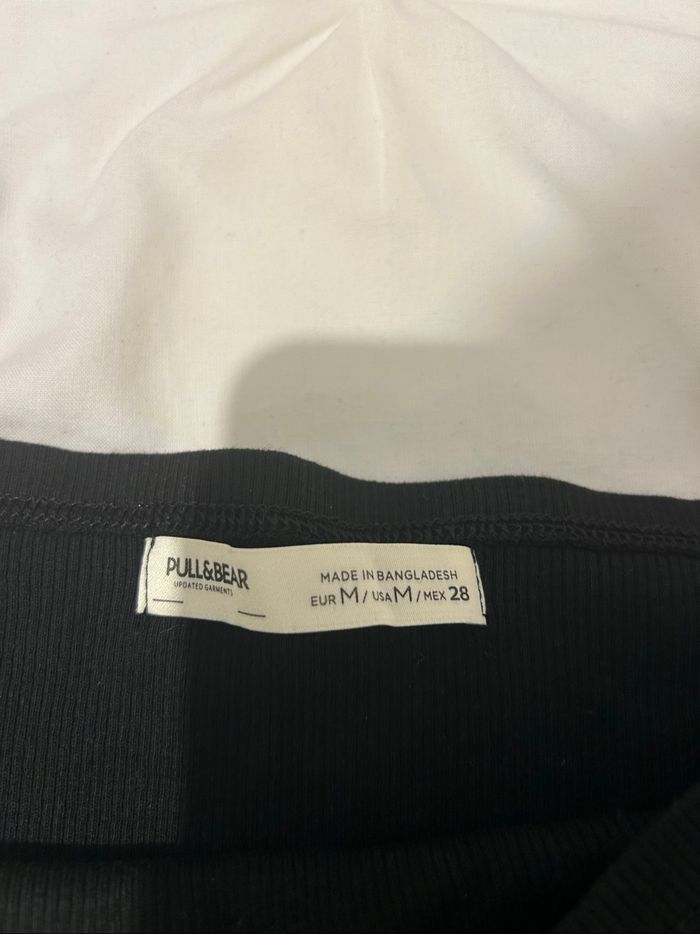 PULL&BEAR
UPDATED GARMENTS
MADE IN BANGLADESH
EUR M / USA M / MEX 28